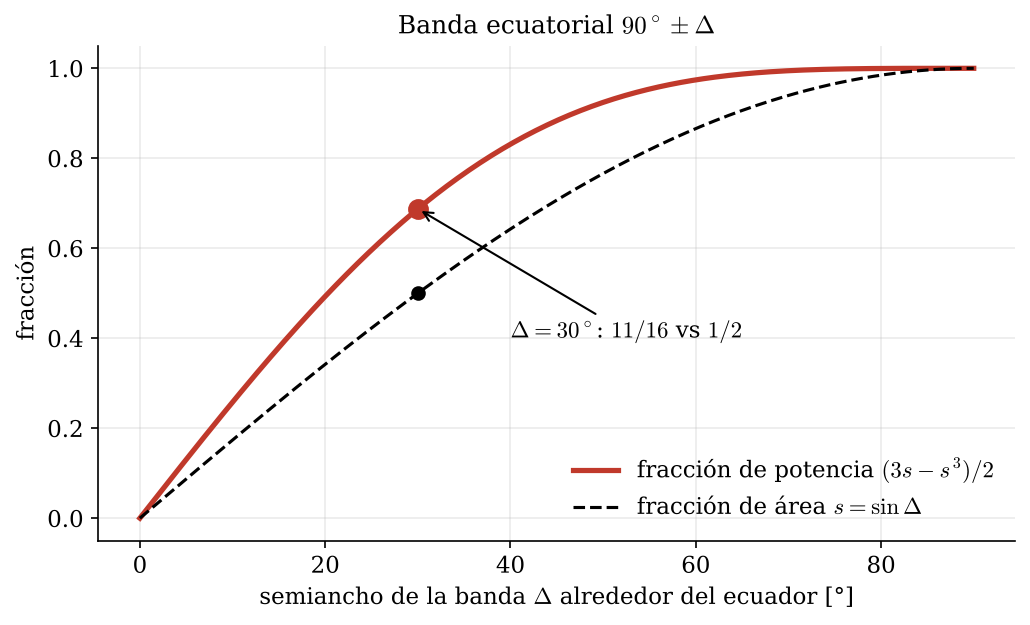 Banda ecuatorial 90° ± Δ
fracción
1.0
0.8
0.6
0.4
0.2
0.0
Δ = 30°: 11/16 vs 1/2
fracción de potencia (3s − s³)/2
fracción de área s = sin Δ
0 20 40 60 80
semiancho de la banda Δ alrededor del ecuador [°]